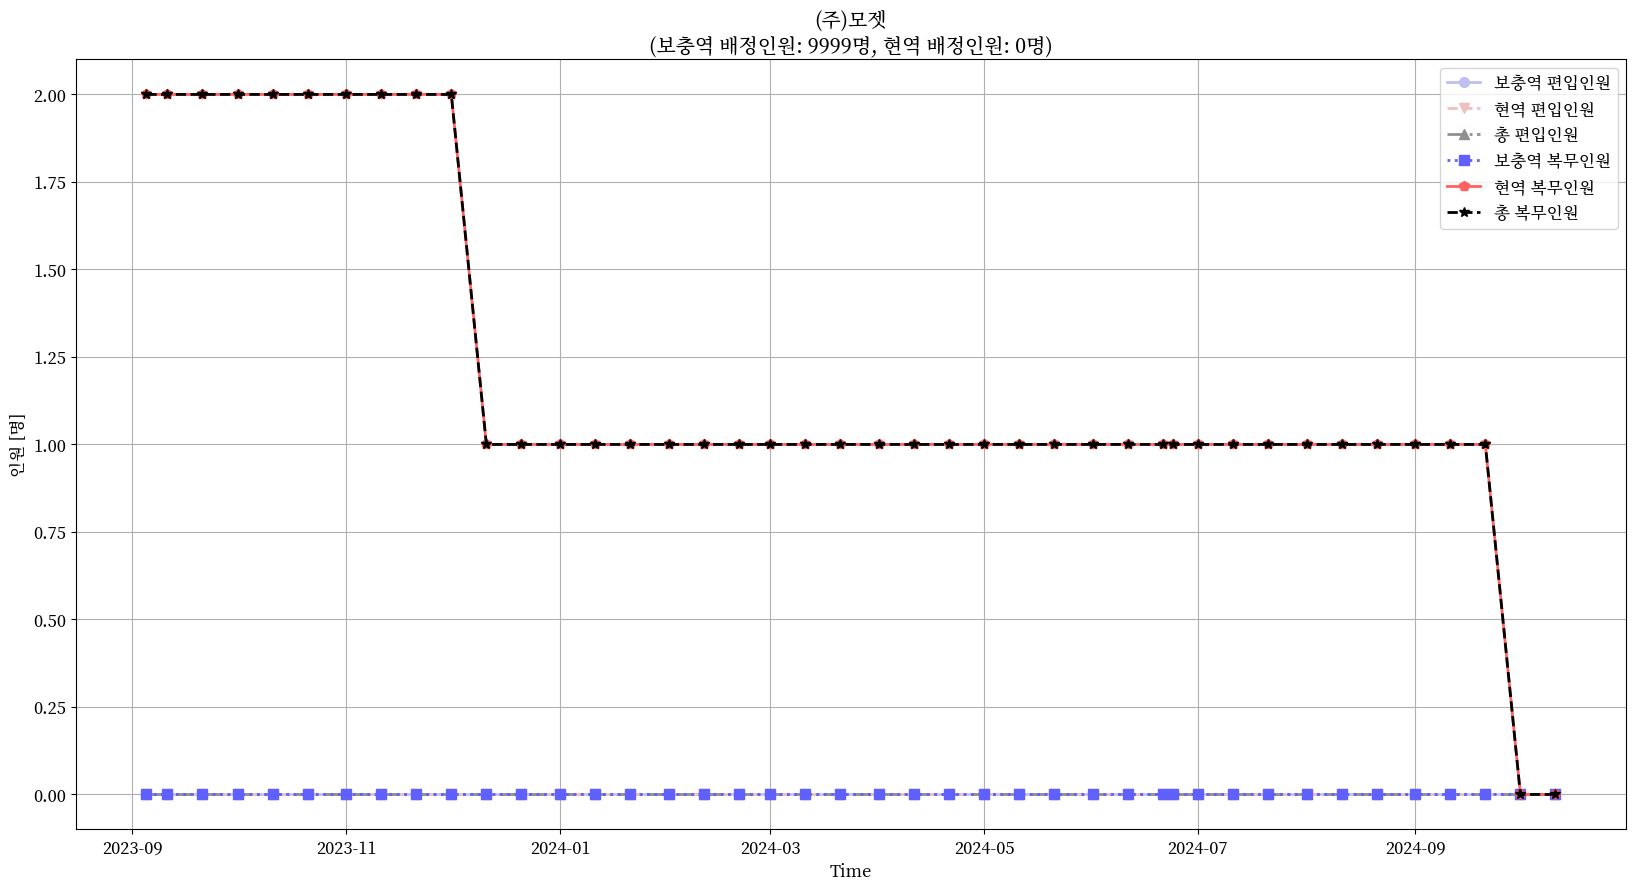 (주)모젯
(보충역 배정인원: 9999명, 현역 배정인원: 0명)
보충역 편입인원
현역 편입인원
총 편입인원
보충역 복무인원
현역 복무인원
총 복무인원
인원 [명]
2.00
1.75
1.50
1.25
1.00
0.75
0.50
0.25
0.00
2023-09
2023-11
2024-01
2024-03
2024-05
2024-07
2024-09
Time